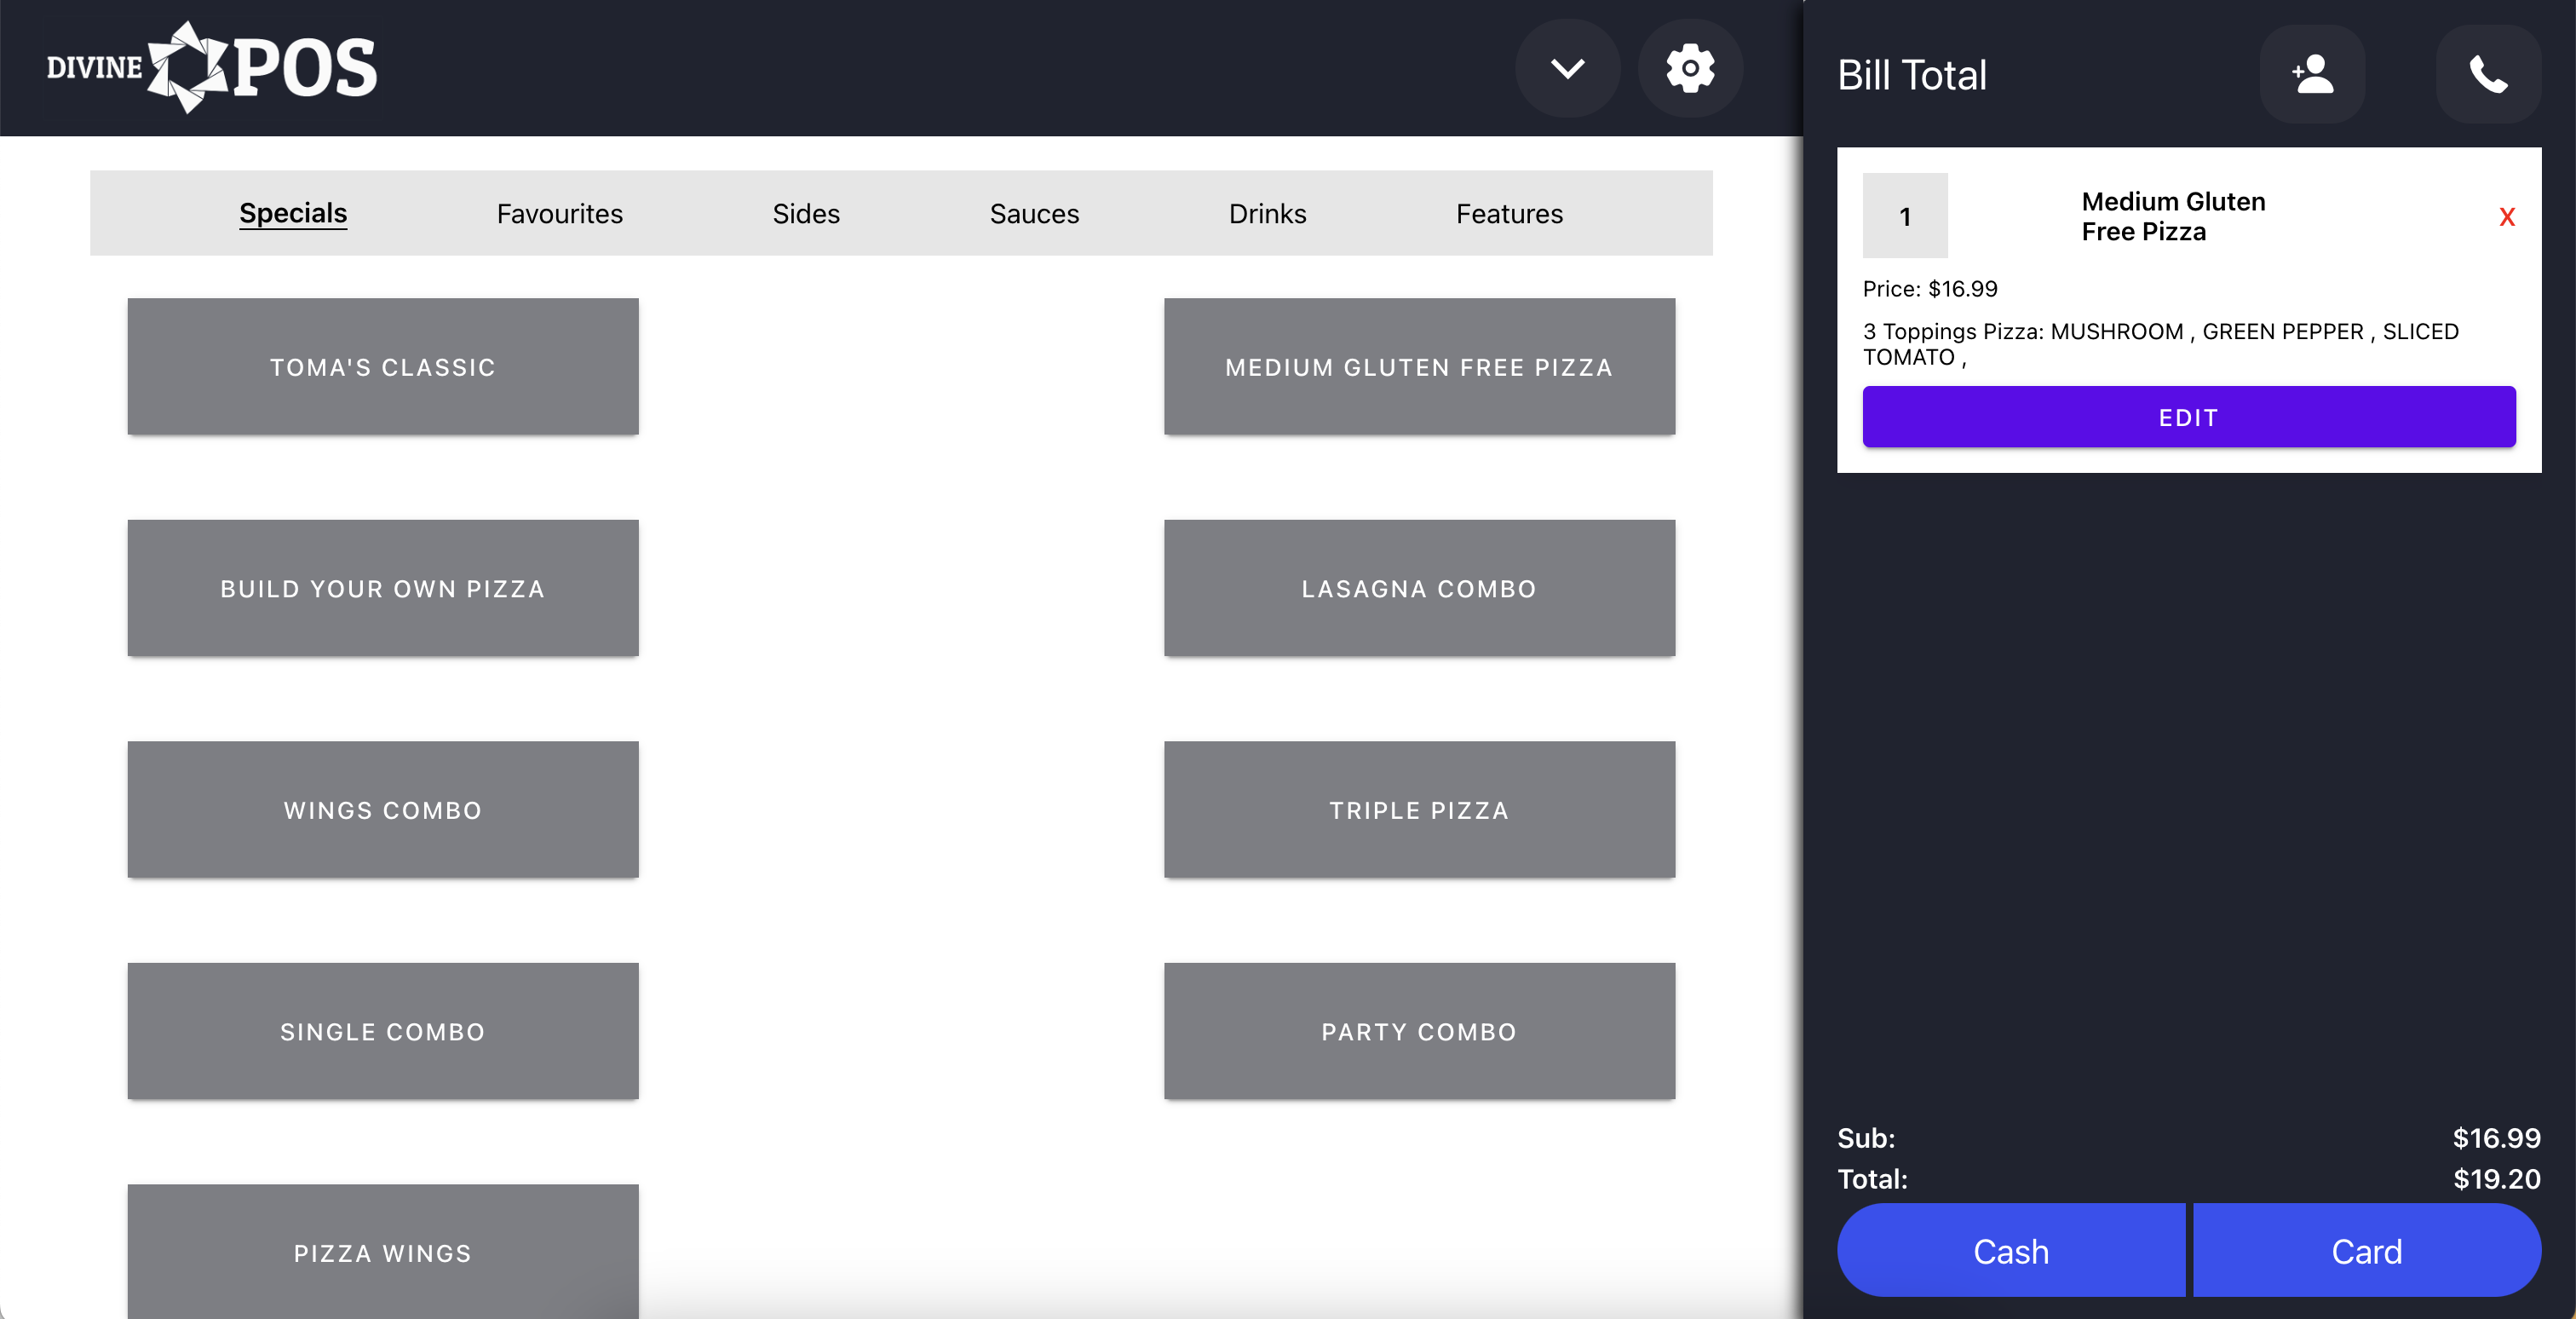 DIVINE POS
Bill Total
Specials
Favourites
Sides
Sauces
Drinks
Features
TOMA'S CLASSIC
MEDIUM GLUTEN FREE PIZZA
BUILD YOUR OWN PIZZA
LASAGNA COMBO
WINGS COMBO
TRIPLE PIZZA
SINGLE COMBO
PARTY COMBO
PIZZA WINGS
1
Medium Gluten
Free Pizza
X
Price: $16.99
3 Toppings Pizza: MUSHROOM , GREEN PEPPER , SLICED
TOMATO ,
EDIT
Sub: $16.99
Total: $19.20
Cash
Card